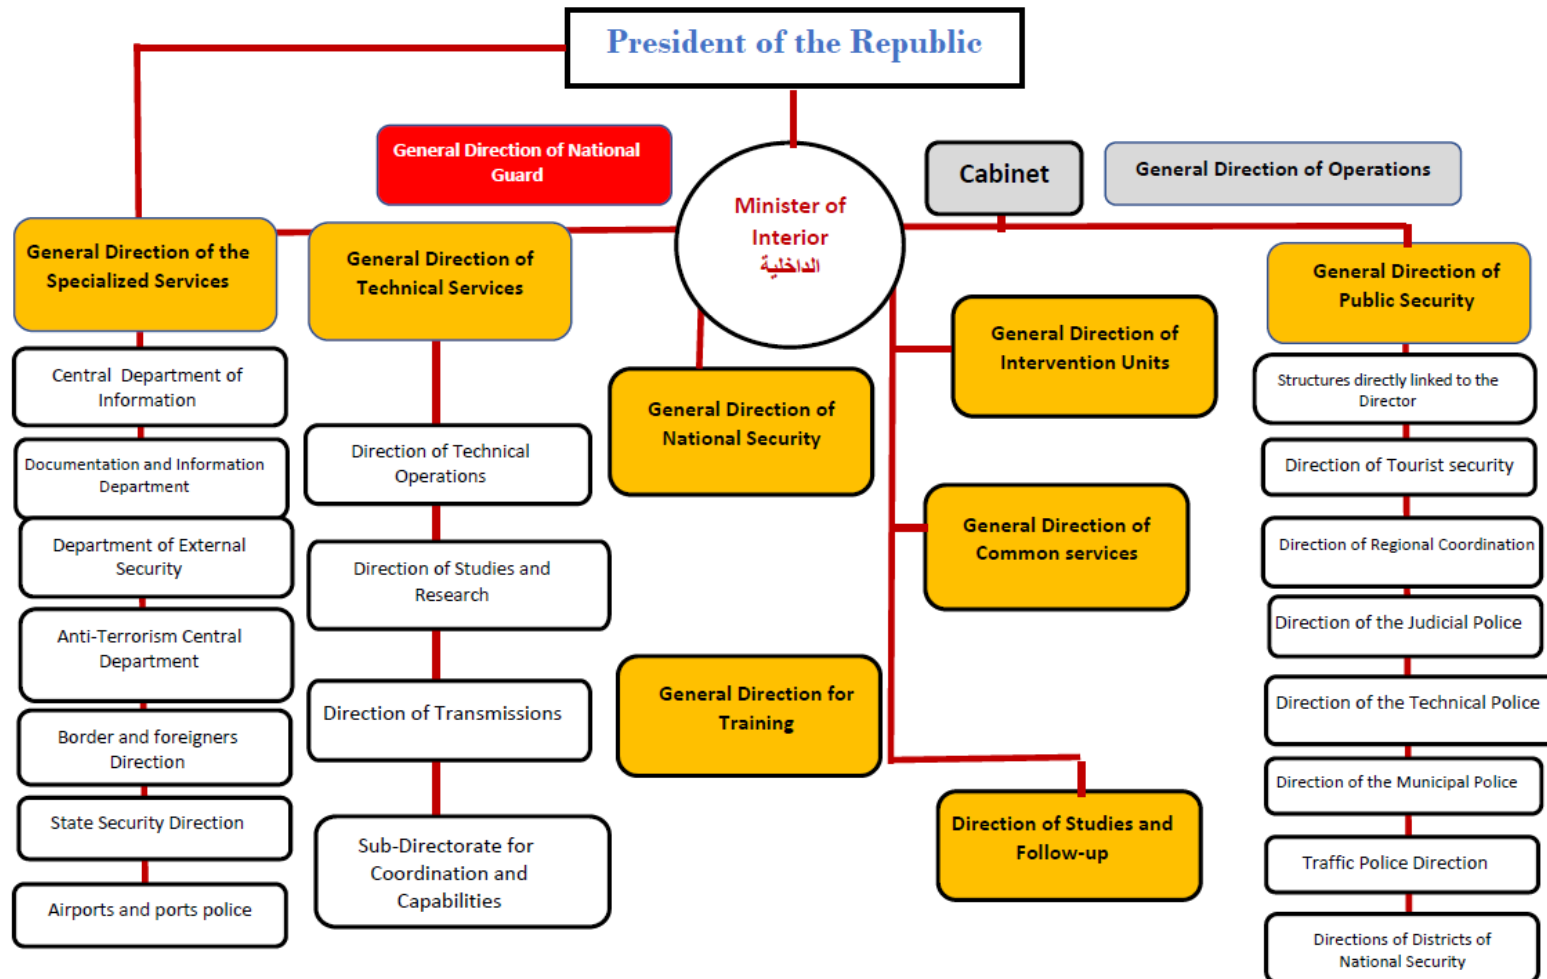 President of the Republic
General Direction of National
Guard
Minister of
Interior
الداخلية
Cabinet
General Direction of Operations
General Direction of the
Specialized Services
General Direction of
Technical Services
General Direction of
Public Security
General Direction of
Intervention Units
General Direction of
National Security
General Direction of
Common services
General Direction for
Training
Direction of Studies and
Follow-up
Central Department of
Information
Documentation and Information
Department
Department of External
Security
Anti-Terrorism Central
Department
Border and foreigners
Direction
State Security Direction
Airports and ports police
Direction of Technical
Operations
Direction of Studies and
Research
Direction of Transmissions
Sub-Directorate for
Coordination and
Capabilities
Structures directly linked to the
Director
Direction of Tourist security
Direction of Regional Coordination
Direction of the Judicial Police
Direction of the Technical Police
Direction of the Municipal Police
Traffic Police Direction
Directions of Districts of
National Security